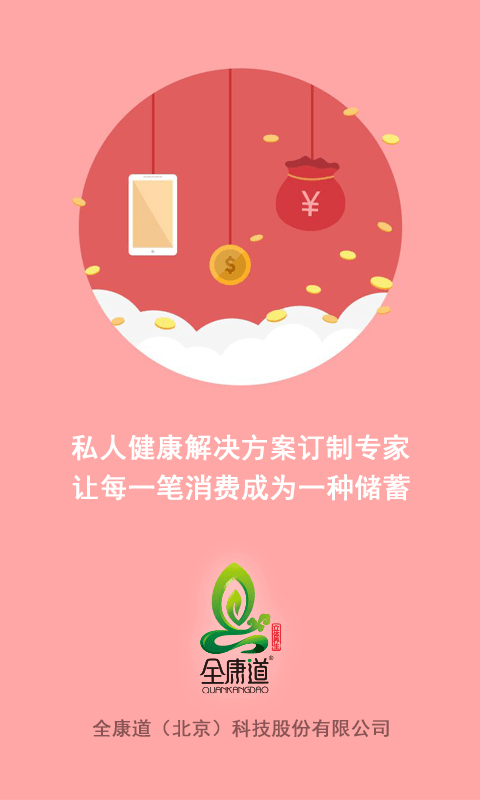 ¥
$
私人健康解决方案订制专家
让每一笔消费成为一种储蓄
全康道®
QUANKANGDAO
全康道（北京）科技股份有限公司